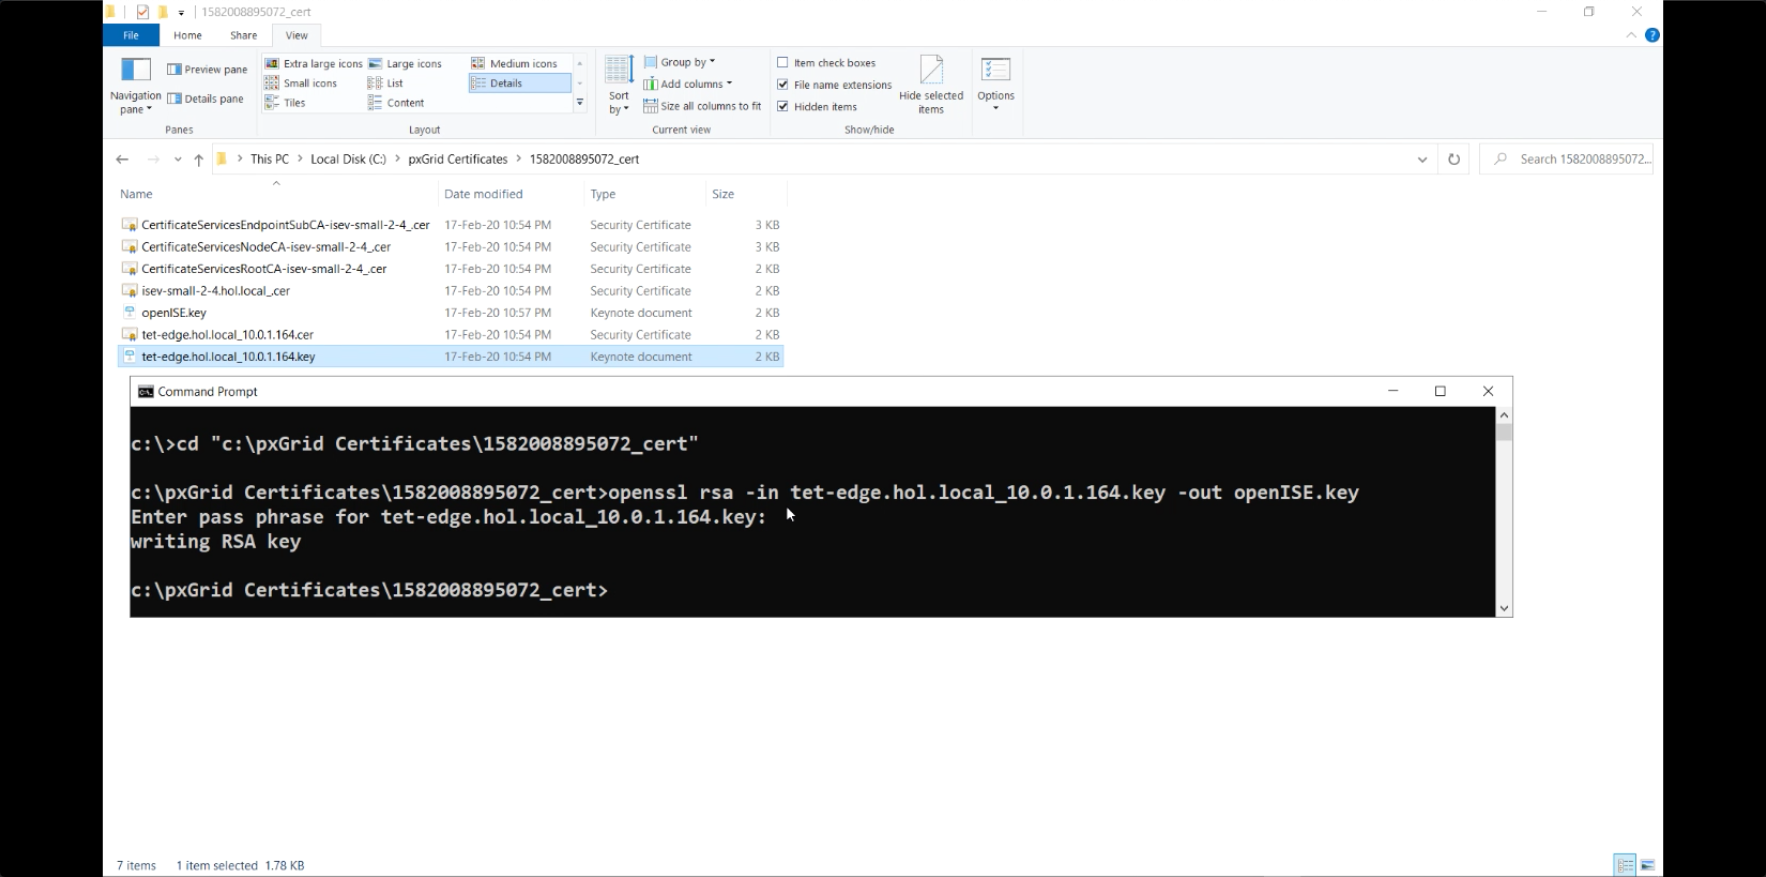 1582008895072_cert
File Home Share View
Navigation pane
Preview pane
Details pane
Panes
Extra large icons Large icons Medium icons
Small icons List Details
Tiles Content
Layout
Sort by
Group by
Add columns
Size all columns to fit
Current view
Item check boxes
File name extensions
Hidden items
Hide selected items
Show/hide
Options
This PC > Local Disk (C:) > pxGrid Certificates > 1582008895072_cert
Search 1582008895072...
Name Date modified Type Size
CertificateServicesEndpointSubCA-isev-small-2-4_.cer 17-Feb-20 10:54 PM Security Certificate 3 KB
CertificateServicesNodeCA-isev-small-2-4_.cer 17-Feb-20 10:54 PM Security Certificate 3 KB
CertificateServicesRootCA-isev-small-2-4_.cer 17-Feb-20 10:54 PM Security Certificate 2 KB
isev-small-2-4.hol.local_.cer 17-Feb-20 10:54 PM Security Certificate 2 KB
openISE.key 17-Feb-20 10:57 PM Keynote document 2 KB
tet-edge.hol.local_10.0.1.164.cer 17-Feb-20 10:54 PM Security Certificate 2 KB
tet-edge.hol.local_10.0.1.164.key 17-Feb-20 10:54 PM Keynote document 2 KB
Command Prompt
c:\>cd "c:\pxGrid Certificates\1582008895072_cert"
c:\pxGrid Certificates\1582008895072_cert>openssl rsa -in tet-edge.hol.local_10.0.1.164.key -out openISE.key
Enter pass phrase for tet-edge.hol.local_10.0.1.164.key:
writing RSA key
c:\pxGrid Certificates\1582008895072_cert>
7 items 1 item selected 1.78 KB